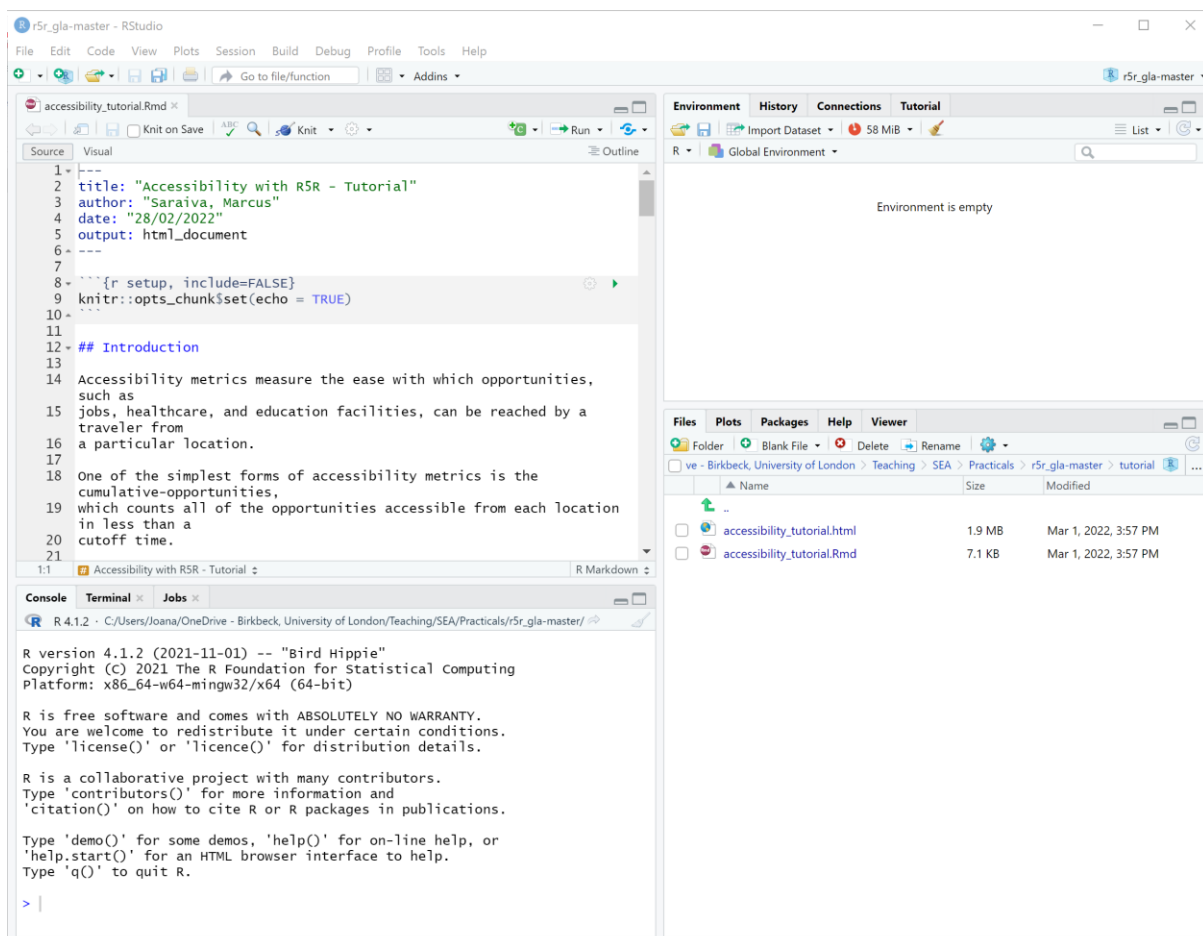 r5r_gla-master - RStudio
File Edit Code View Plots Session Build Debug Profile Tools Help
Go to file/function Addins r5r_gla-master
accessibility_tutorial.Rmd
Knit on Save ABC Knit Run
Source Visual Outline
1 ---
2 title: "Accessibility with R5R - Tutorial"
3 author: "Saraiva, Marcus"
4 date: "28/02/2022"
5 output: html_document
6 ---
7
8 ```{r setup, include=FALSE}
9 knitr::opts_chunk$set(echo = TRUE)
10 ```
11
12 ## Introduction
13
14 Accessibility metrics measure the ease with which opportunities,
such as
15 jobs, healthcare, and education facilities, can be reached by a
traveler from
16 a particular location.
17
18 One of the simplest forms of accessibility metrics is the
cumulative-opportunities,
19 which counts all of the opportunities accessible from each location
in less than a
20 cutoff time.
21
1:1 # Accessibility with R5R - Tutorial R Markdown
Console Terminal Jobs
R 4.1.2 · C:/Users/Joana/OneDrive - Birkbeck, University of London/Teaching/SEA/Practicals/r5r_gla-master/
R version 4.1.2 (2021-11-01) -- "Bird Hippie"
Copyright (C) 2021 The R Foundation for Statistical Computing
Platform: x86_64-w64-mingw32/x64 (64-bit)
R is free software and comes with ABSOLUTELY NO WARRANTY.
You are welcome to redistribute it under certain conditions.
Type 'license()' or 'licence()' for distribution details.
R is a collaborative project with many contributors.
Type 'contributors()' for more information and
'citation()' on how to cite R or R packages in publications.
Type 'demo()' for some demos, 'help()' for on-line help, or
'help.start()' for an HTML browser interface to help.
Type 'q()' to quit R.
>
Environment History Connections Tutorial
Import Dataset 58 MiB List
R Global Environment
Environment is empty
Files Plots Packages Help Viewer
Folder Blank File Delete Rename
ve - Birkbeck, University of London > Teaching > SEA > Practicals > r5r_gla-master > tutorial ...
Name Size Modified
..
accessibility_tutorial.html 1.9 MB Mar 1, 2022, 3:57 PM
accessibility_tutorial.Rmd 7.1 KB Mar 1, 2022, 3:57 PM